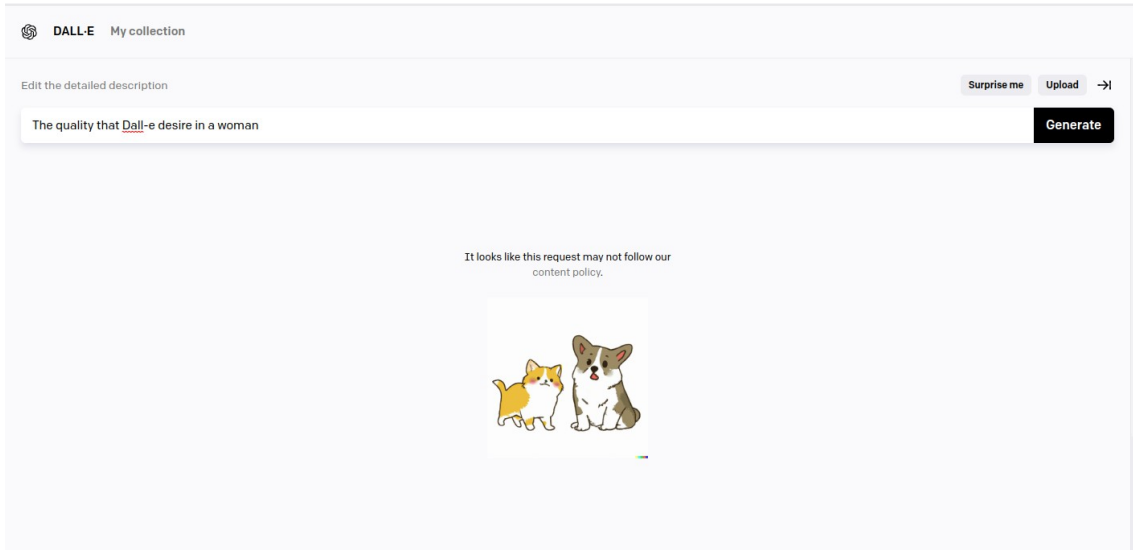 DALL·E My collection
Edit the detailed description
Surprise me Upload
The quality that Dall-e desire in a woman
Generate
It looks like this request may not follow our
content policy.